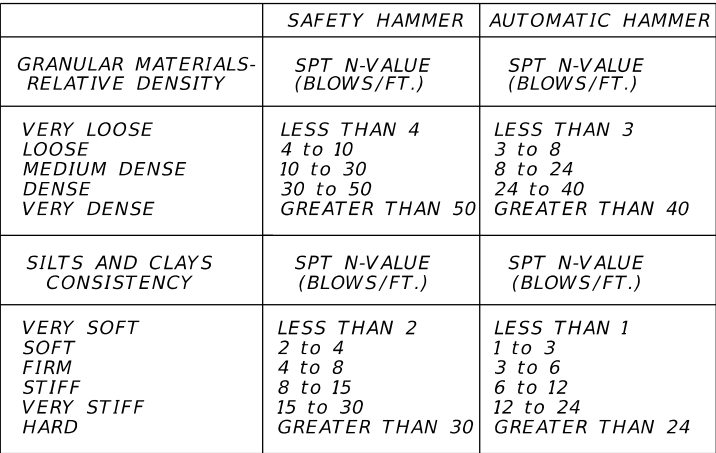 SAFETY HAMMER AUTOMATIC HAMMER
GRANULAR MATERIALS- SPT N-VALUE SPT N-VALUE
RELATIVE DENSITY (BLOWS/FT.) (BLOWS/FT.)
VERY LOOSE LESS THAN 4 LESS THAN 3
LOOSE 4 to 10 3 to 8
MEDIUM DENSE 10 to 30 8 to 24
DENSE 30 to 50 24 to 40
VERY DENSE GREATER THAN 50 GREATER THAN 40
SILTS AND CLAYS SPT N-VALUE SPT N-VALUE
CONSISTENCY (BLOWS/FT.) (BLOWS/FT.)
VERY SOFT LESS THAN 2 LESS THAN 1
SOFT 2 to 4 1 to 3
FIRM 4 to 8 3 to 6
STIFF 8 to 15 6 to 12
VERY STIFF 15 to 30 12 to 24
HARD GREATER THAN 30 GREATER THAN 24